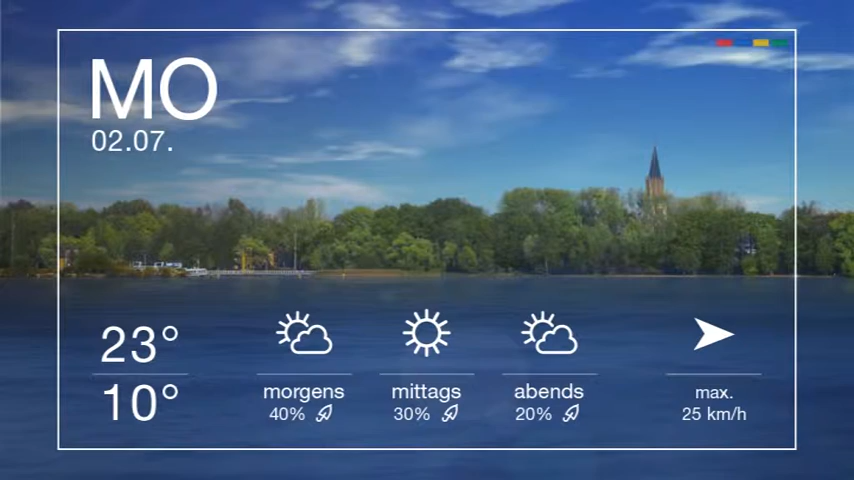 MO
02.07.
23°
10°
morgens
40%
mittags
30%
abends
20%
max.
25 km/h